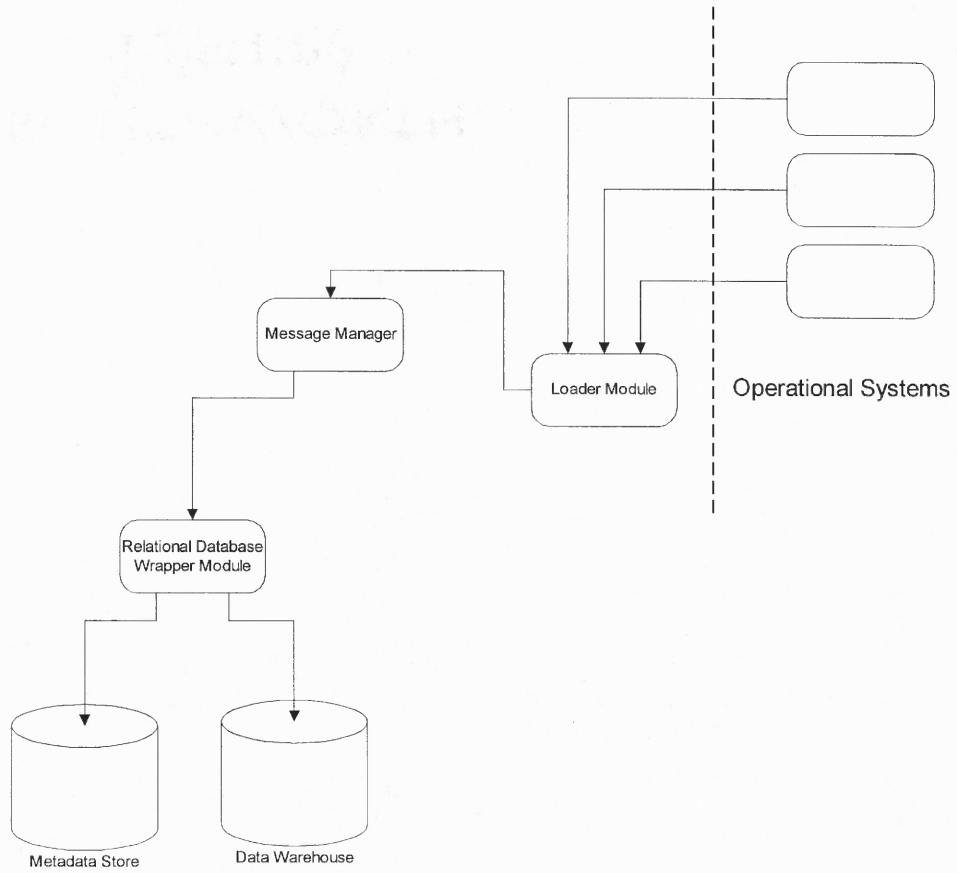 Message Manager
Loader Module
Operational Systems
Relational Database
Wrapper Module
Metadata Store
Data Warehouse